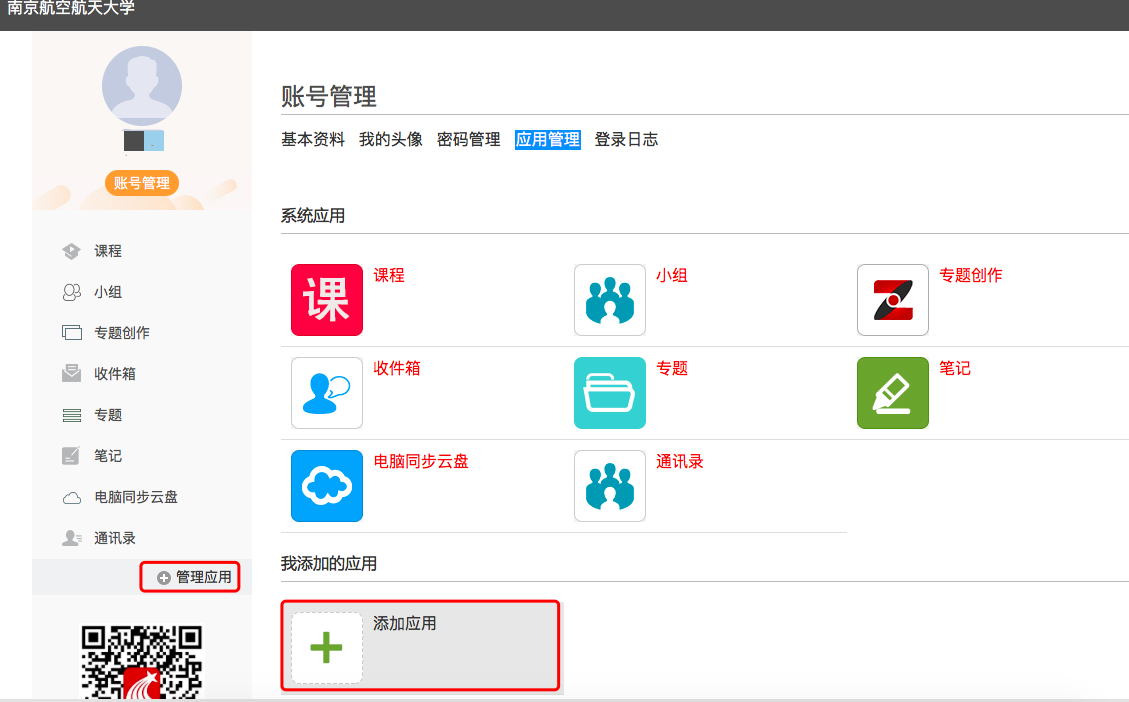 南京航空航天大学
账号管理
课程
小组
专题创作
收件箱
专题
笔记
电脑同步云盘
通讯录
管理应用
账号管理
基本资料 我的头像 密码管理 应用管理 登录日志
系统应用
课
课程
小组
专题创作
收件箱
专题
笔记
电脑同步云盘
通讯录
我添加的应用
添加应用